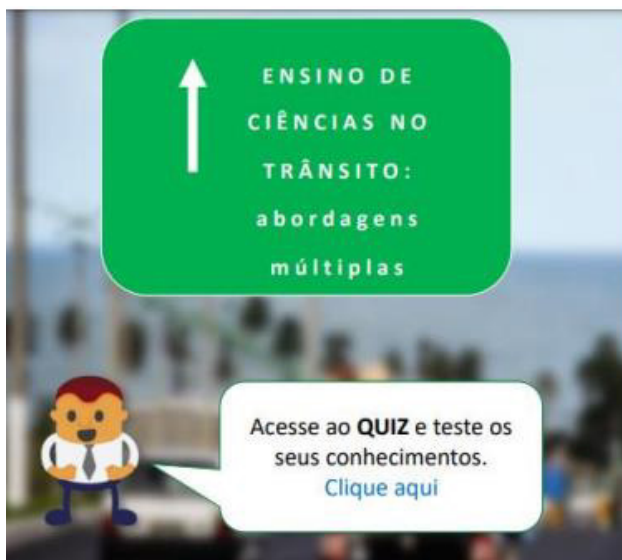 ENSINO DE
CIÊNCIAS NO
TRÂNSITO:
abordagens
múltiplas
Acesse ao QUIZ e teste os
seus conhecimentos.
Clique aqui